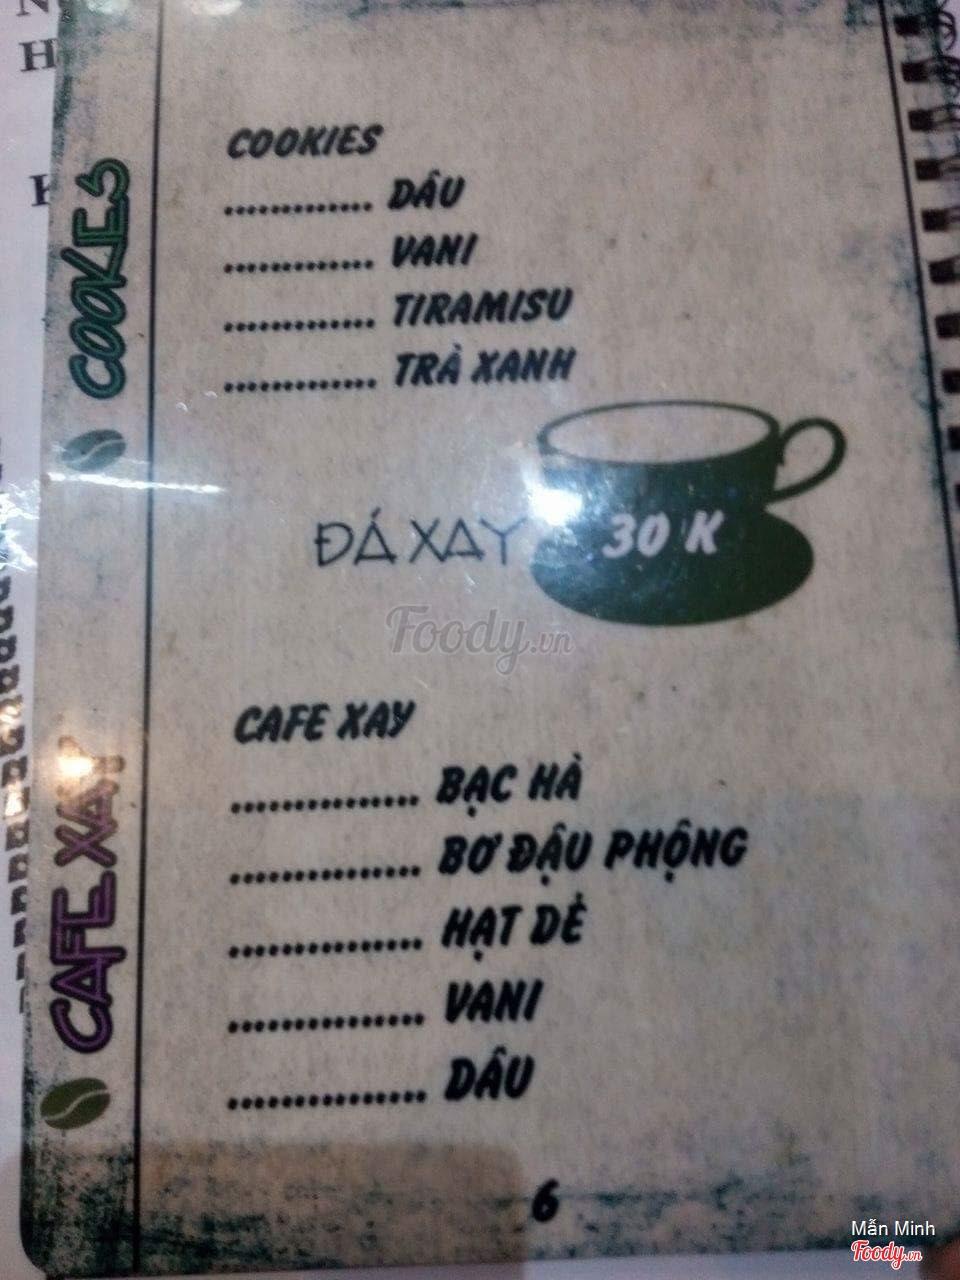 COOKIES
COOKIES
............. DÂU
............. VANI
............. TIRAMISU
............. TRÀ XANH
ĐÁ XAY 30 K
Foody.vn
CAFE XAY
CAFE XAY
............... BẠC HÀ
............... BƠ ĐẬU PHỘNG
............... HẠT DẺ
............... VANI
............... DÂU
6
Mẫn Minh
Foody.vn